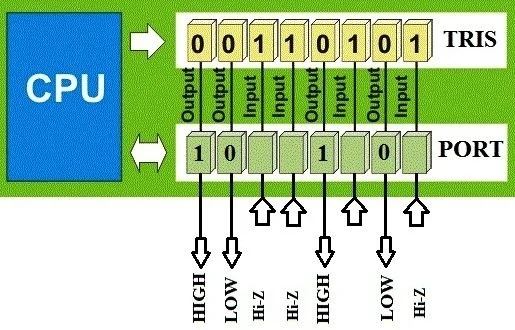 CPU
0 0 1 1 0 1 0 1 TRIS
Output Output Input Input Output Input Output Input
1 0 1 0 PORT
HIGH LOW Hi-Z Hi-Z HIGH LOW Hi-Z